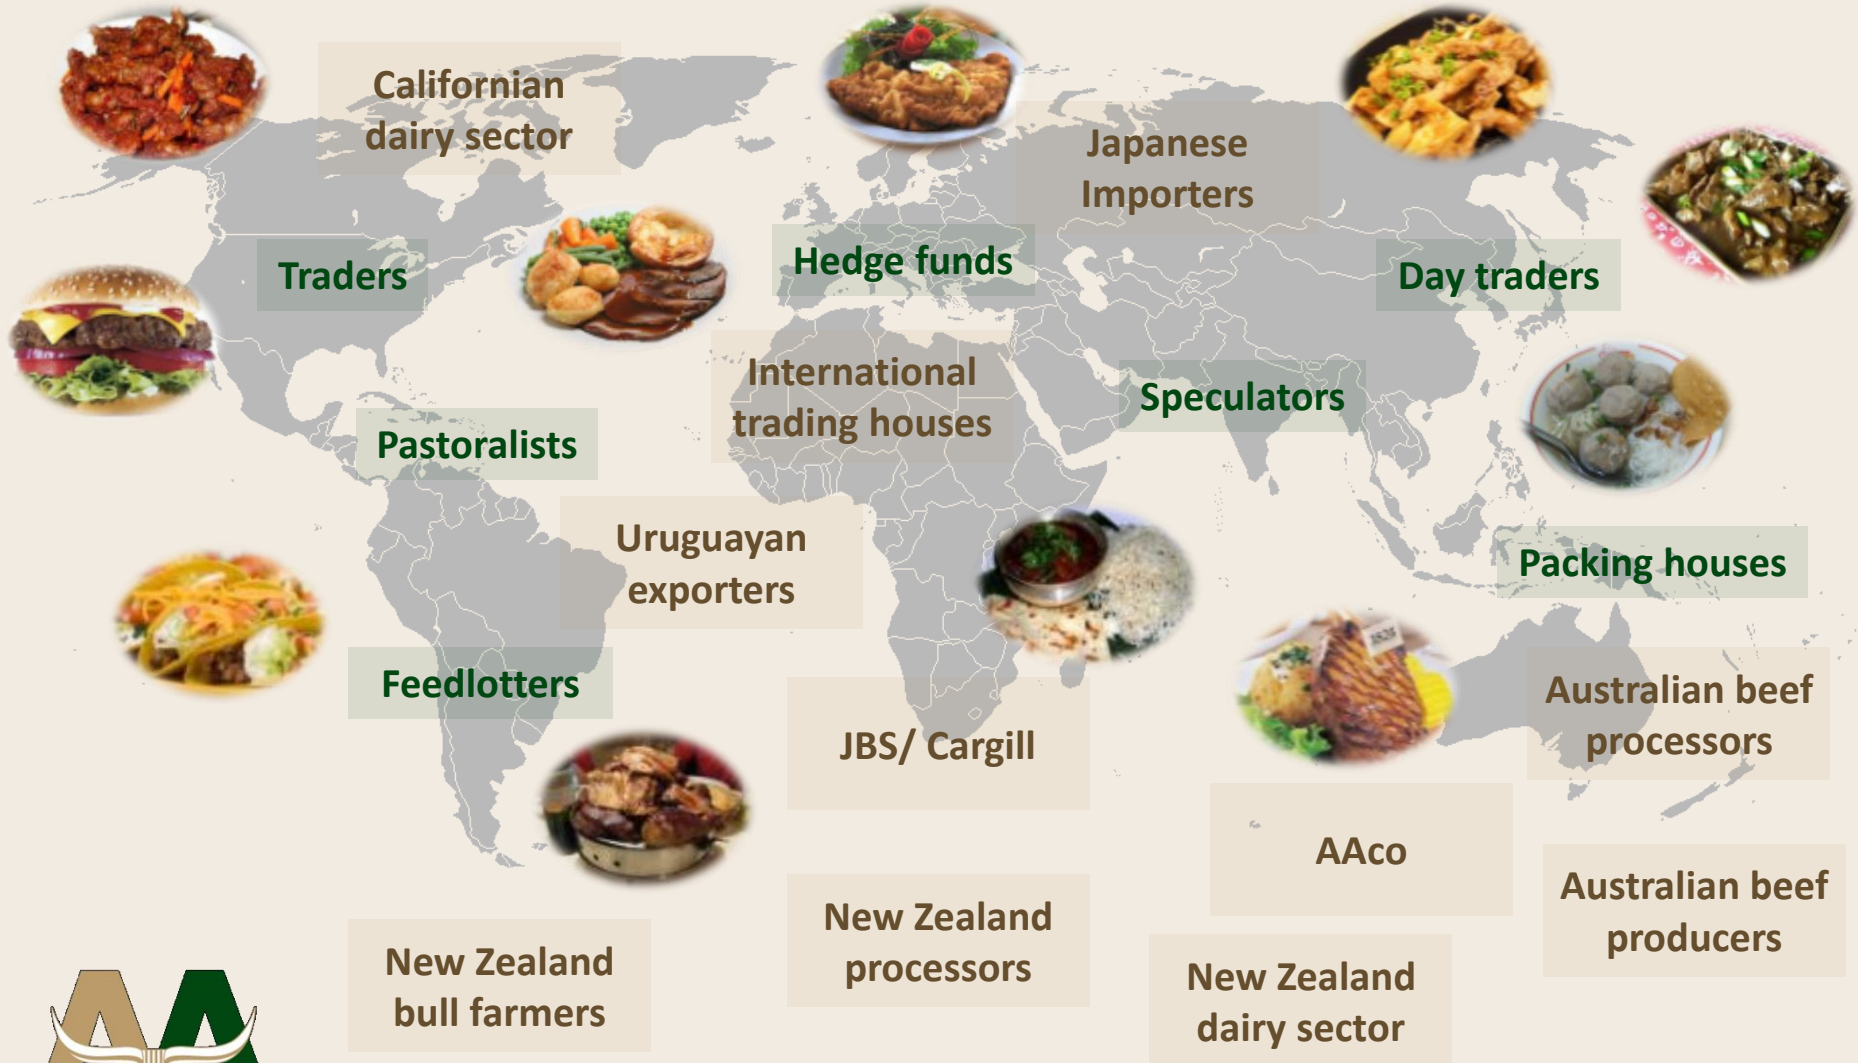 Californian
dairy sector
Japanese
Importers
Traders
Hedge funds
Day traders
International
trading houses
Speculators
Pastoralists
Uruguayan
exporters
Packing houses
Feedlotters
JBS/ Cargill
Australian beef
processors
AAco
New Zealand
processors
Australian beef
producers
New Zealand
bull farmers
New Zealand
dairy sector
AA
1824